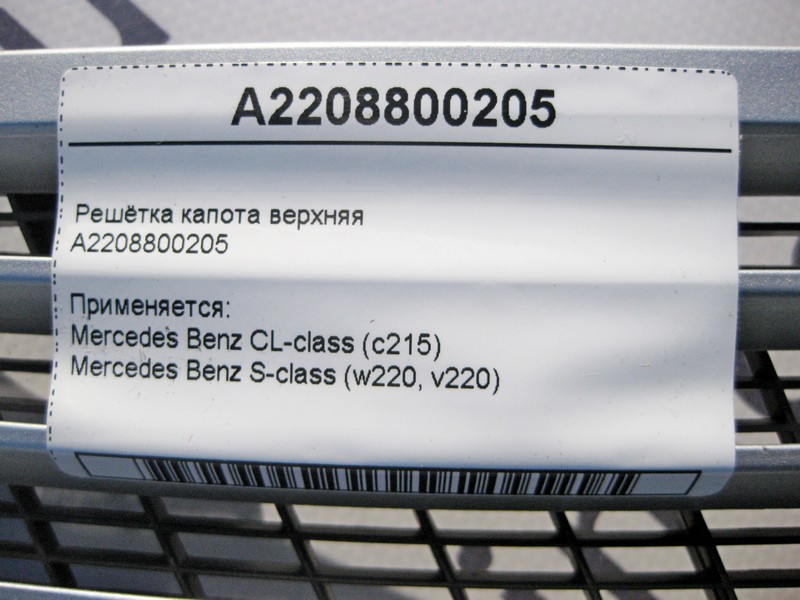 A2208800205
Решётка капота верхняя
A2208800205
Применяется:
Mercedes Benz CL-class (c215)
Mercedes Benz S-class (w220, v220)